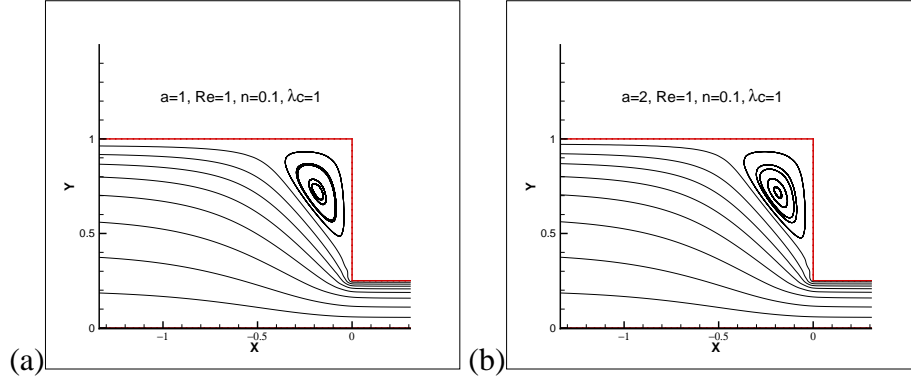 a=1, Re=1, n=0.1, λc=1
Y
1
0.5
0
−1
−0.5
0
X
(a)
a=2, Re=1, n=0.1, λc=1
Y
1
0.5
0
−1
−0.5
0
X
(b)